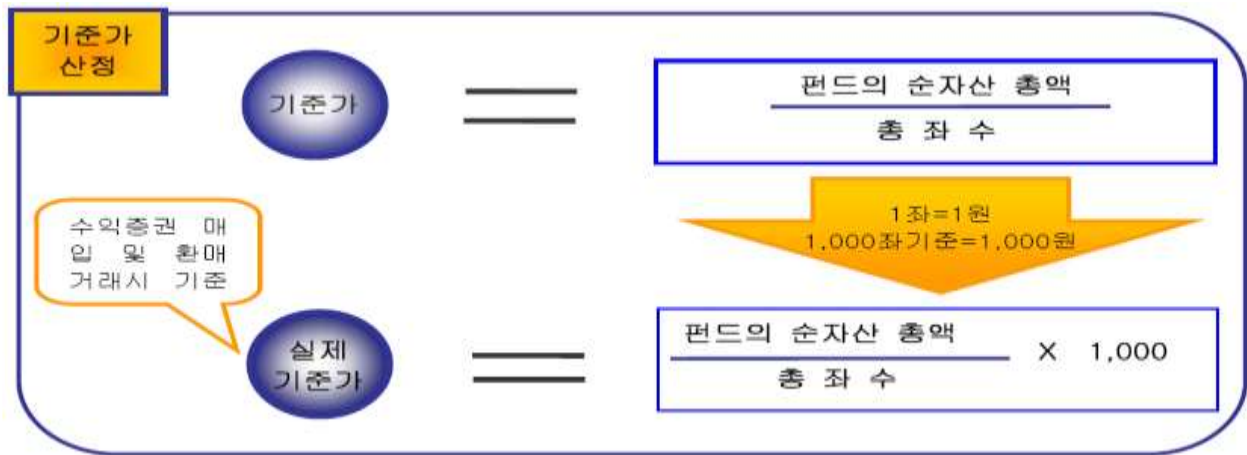 기준가
산정
기준가
펀드의 순자산 총액
총 좌 수
1좌=1원
1,000좌기준=1,000원
수익증권 매
입 및 환매
거래시 기준
실제
기준가
펀드의 순자산 총액
총 좌 수
X 1,000